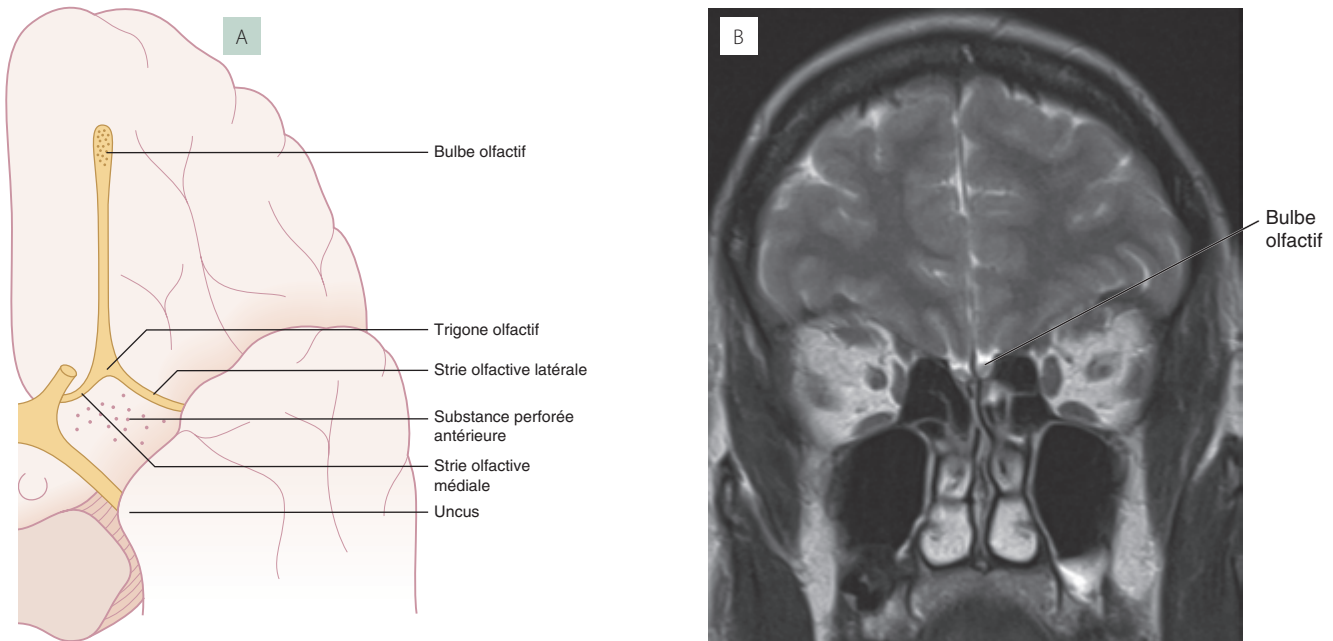 A
Bulbe olfactif
Trigone olfactif
Strie olfactive latérale
Substance perforée
antérieure
Strie olfactive
médiale
Uncus
B
Bulbe
olfactif